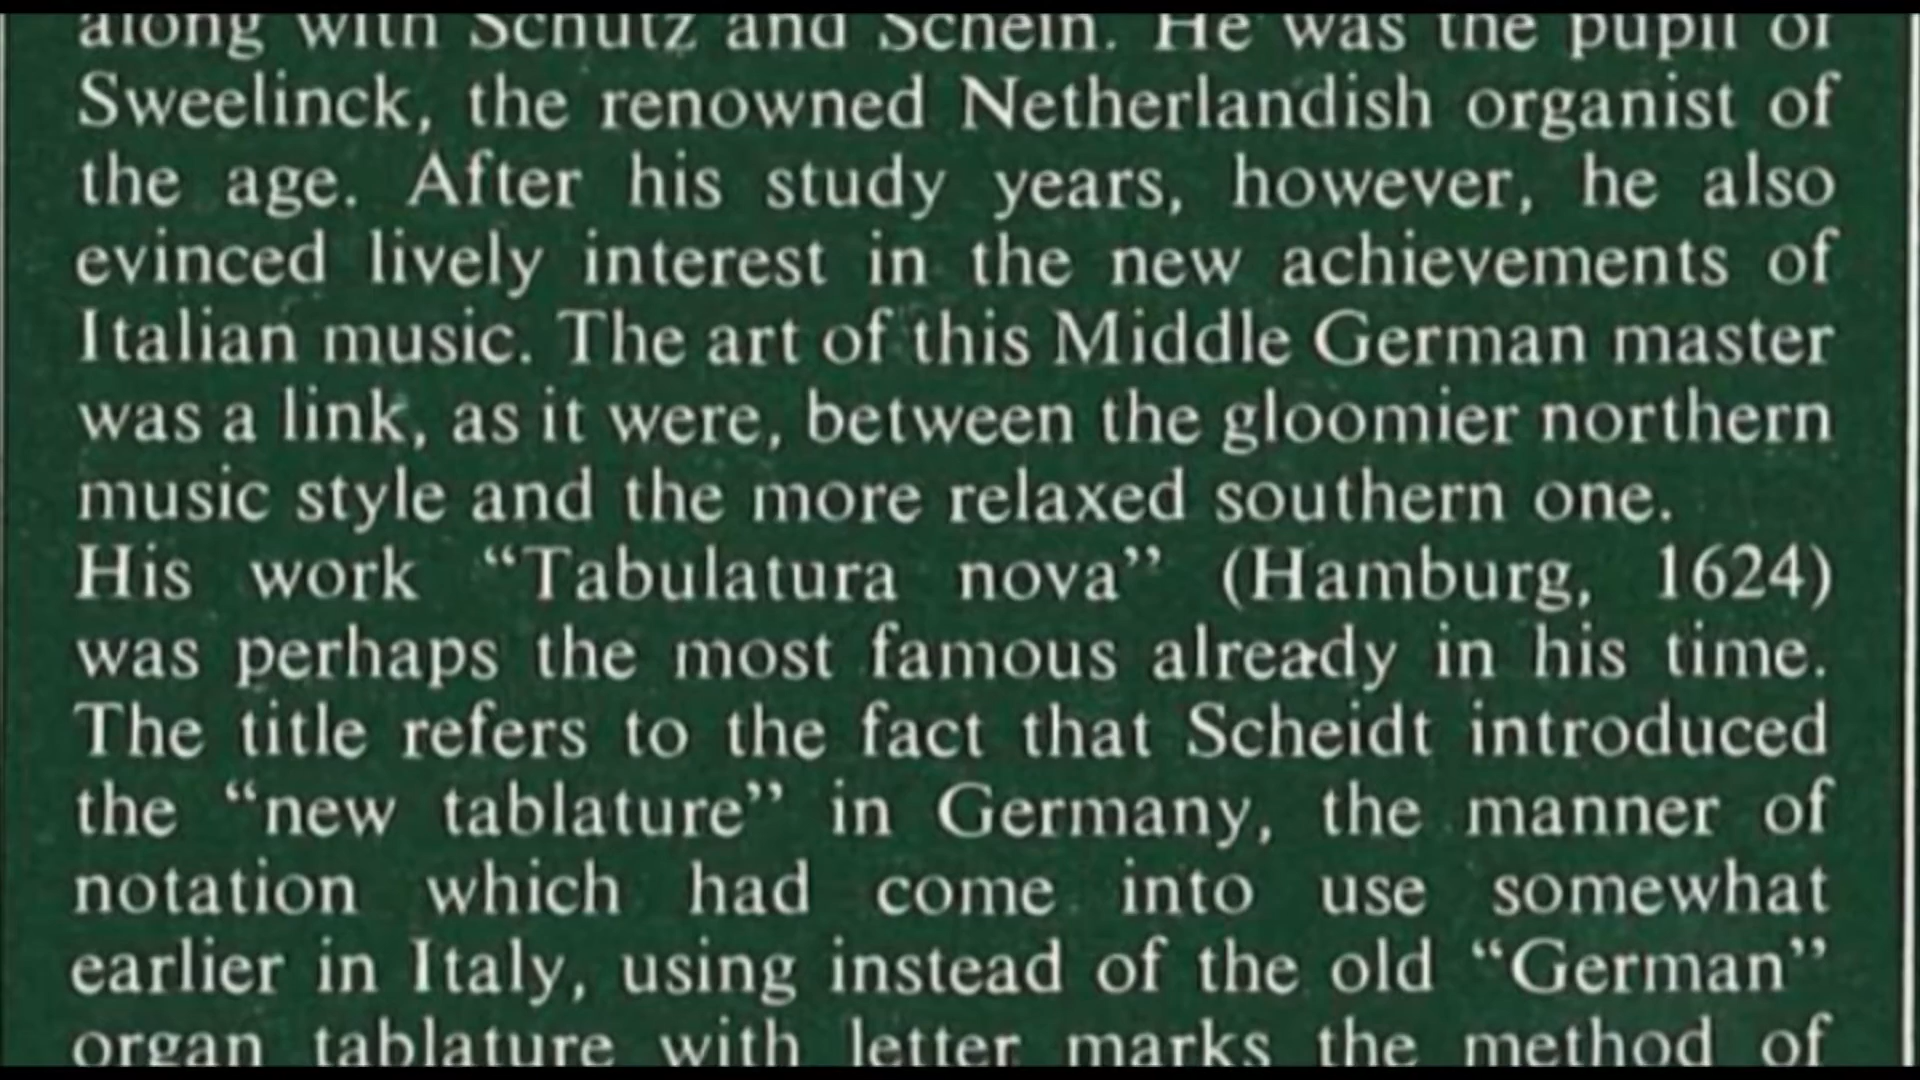 along with Schütz and Schein. He was the pupil of
Sweelinck, the renowned Netherlandish organist of
the age. After his study years, however, he also
evinced lively interest in the new achievements of
Italian music. The art of this Middle German master
was a link, as it were, between the gloomier northern
music style and the more relaxed southern one.
His work “Tabulatura nova” (Hamburg, 1624)
was perhaps the most famous already in his time.
The title refers to the fact that Scheidt introduced
the “new tablature” in Germany, the manner of
notation which had come into use somewhat
earlier in Italy, using instead of the old “German”
organ tablature with letter marks the method of